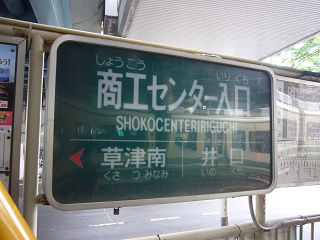 しょうこう いりぐち
商工センター入口
SHOKOCENTERIRIGUCHI
草津南 井口
くさつみなみ いのくち